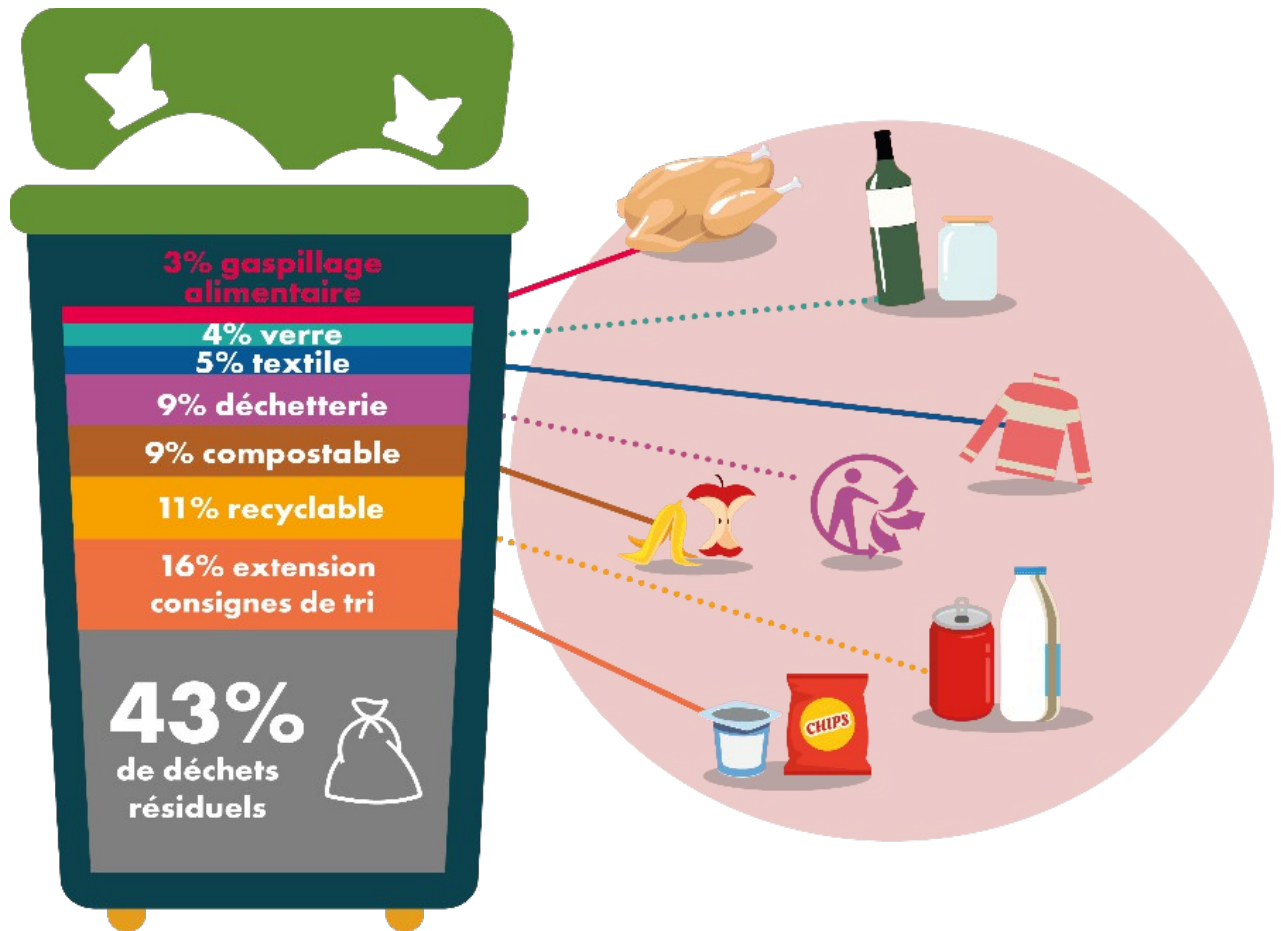 3% gaspillage
alimentaire
4% verre
5% textile
9% déchetterie
9% compostable
11% recyclable
16% extension
consignes de tri
43%
de déchets
résiduels
CHIPS